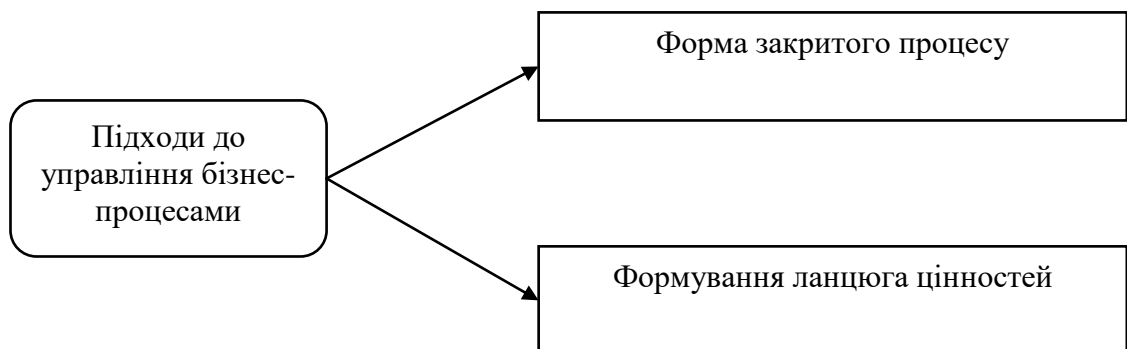 Форма закритого процесу
Підходи до
управління бізнес-
процесами
Формування ланцюга цінностей